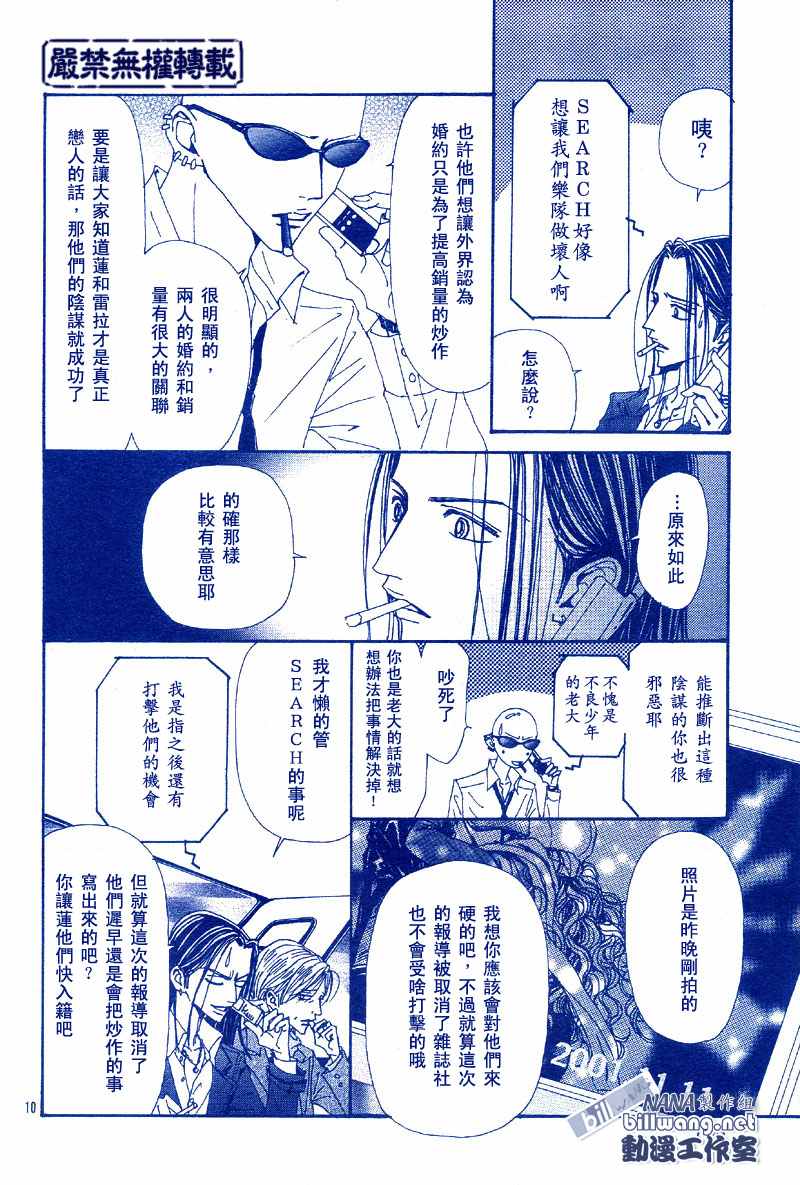 嚴禁無權轉載
咦？
SEARCH好像
想讓我們樂隊做壞人啊
怎麼說？
也許他們想讓外界認為
婚約只是為了提高銷量的炒作
很明顯的，
兩人的婚約和銷
量有很大的關聯
要是讓大家知道蓮和雷拉才是真正
戀人的話，那他們的陰謀就成功了
…原來如此
的確那樣
比較有意思耶
能推斷出這種
陰謀的你也很
邪惡耶
不愧是
不良少年
的老大
吵死了
你也是老大的話就想
想辦法把事情解決掉！
我才懶的管
SEARCH的事呢
我是指之後還有
打擊他們的機會
照片是昨晚剛拍的
我想你應該會對他們來
硬的吧，不過就算這次
的報導被取消了雜誌社
也不會受啥打擊的哦
但就算這次的報導取消了
他們遲早還是會把炒作的事
寫出來的吧？
你讓蓮他們快入籍吧
2001
10
NANA製作組
billwang.net
動漫工作室